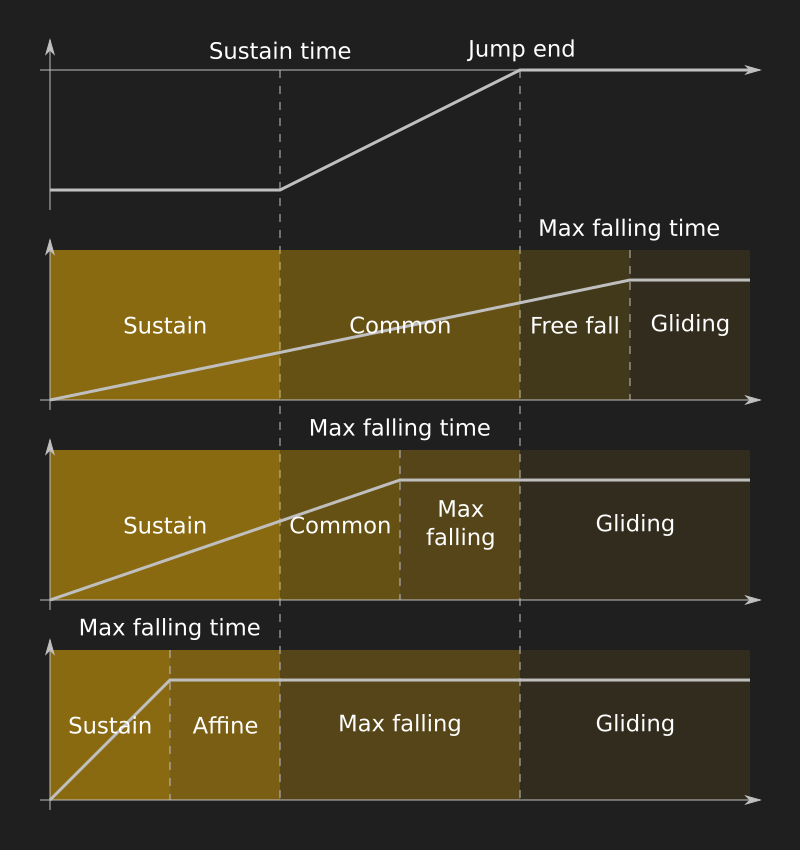 Sustain time
Jump end
Max falling time
Sustain
Common
Free fall
Gliding
Max falling time
Sustain
Common
Max
falling
Gliding
Max falling time
Sustain
Affine
Max falling
Gliding